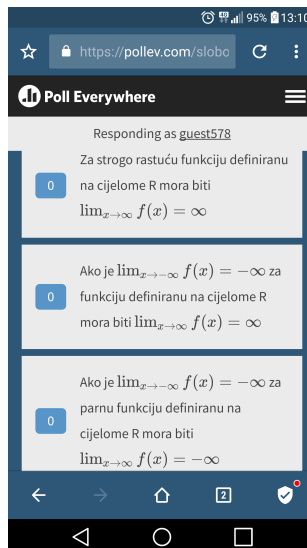 95% 13:10
https://pollev.com/slobo
Poll Everywhere
Responding as guest578
0
Za strogo rastuću funkciju definiranu
na cijelome R mora biti
lim_{x→∞} f(x) = ∞
0
Ako je lim_{x→−∞} f(x) = −∞ za
funkciju definiranu na cijelome R
mora biti lim_{x→∞} f(x) = ∞
0
Ako je lim_{x→−∞} f(x) = −∞ za
parnu funkciju definiranu na
cijelome R mora biti
lim_{x→∞} f(x) = −∞
2